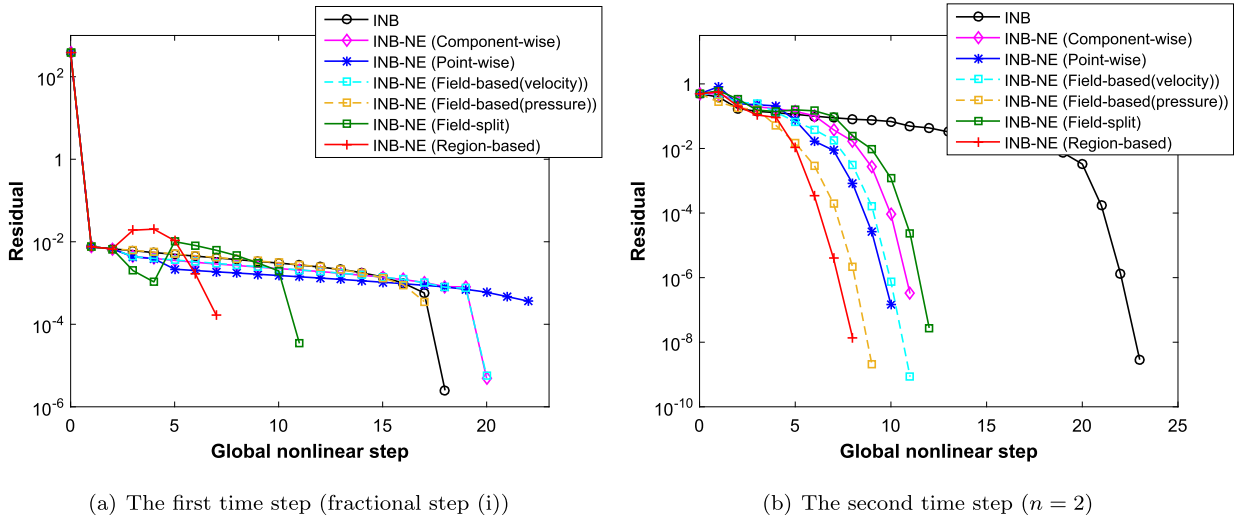 INB
INB-NE (Component-wise)
INB-NE (Point-wise)
INB-NE (Field-based(velocity))
INB-NE (Field-based(pressure))
INB-NE (Field-split)
INB-NE (Region-based)
10^2
1
10^-2
10^-4
10^-6
Residual
0 5 10 15 20
Global nonlinear step
(a) The first time step (fractional step (i))
INB
INB-NE (Component-wise)
INB-NE (Point-wise)
INB-NE (Field-based(velocity))
INB-NE (Field-based(pressure))
INB-NE (Field-split)
INB-NE (Region-based)
1
10^-2
10^-4
10^-6
10^-8
10^-10
Residual
0 5 10 15 20 25
Global nonlinear step
(b) The second time step (n = 2)